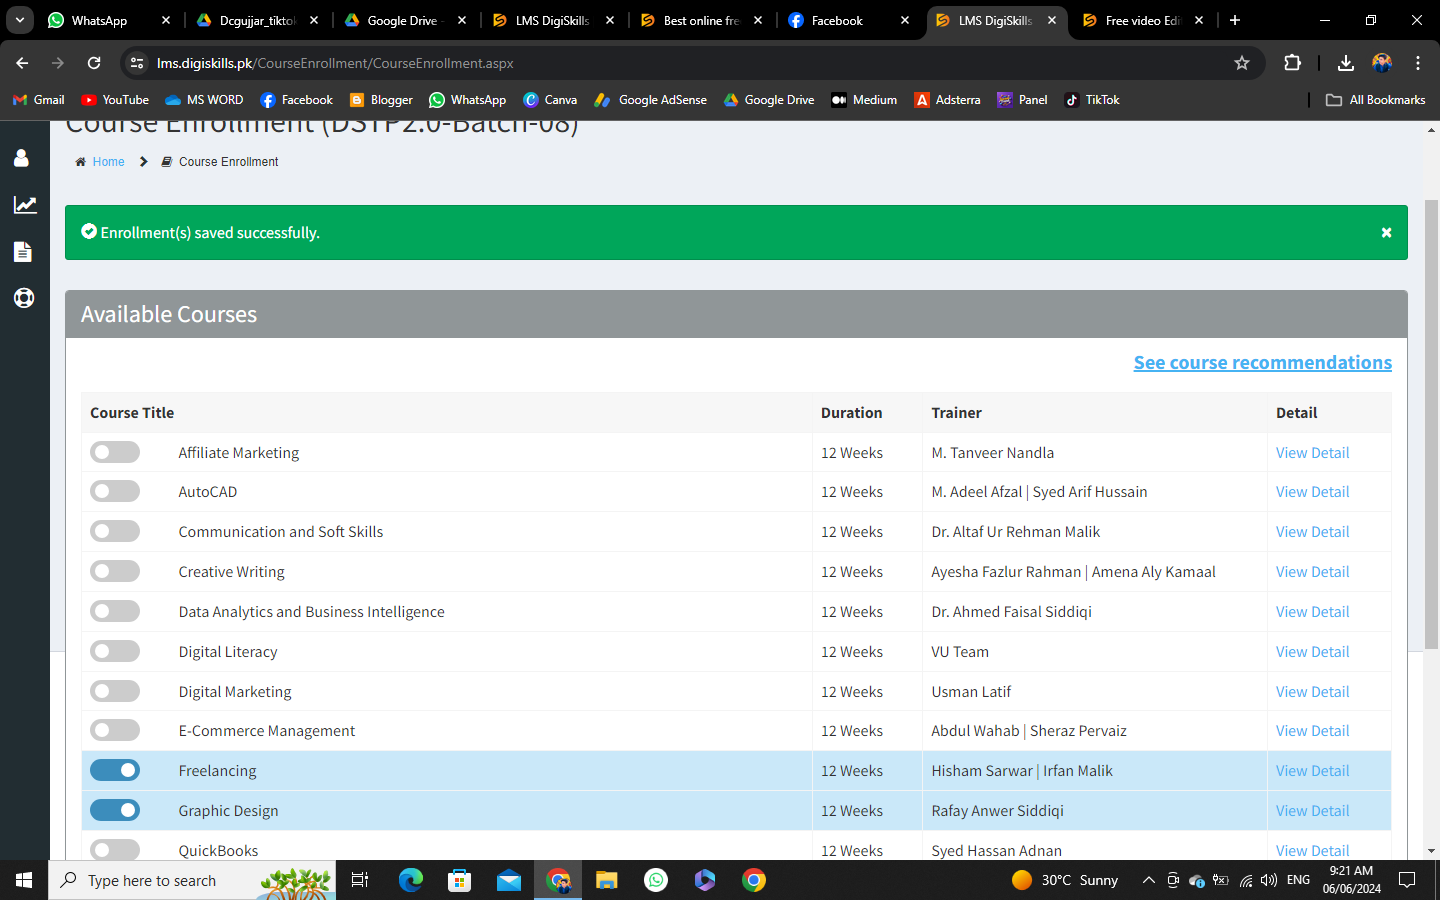 WhatsApp
Dcgujjar_tiktok
Google Drive -
LMS DigiSkills
Best online fre
Facebook
LMS DigiSkills
Free video Edi
lms.digiskills.pk/CourseEnrollment/CourseEnrollment.aspx
Gmail YouTube MS WORD Facebook Blogger WhatsApp Canva Google AdSense Google Drive Medium Adsterra Panel TikTok All Bookmarks
Course Enrollment (DSTP2.0-Batch-08)
Home Course Enrollment
Enrollment(s) saved successfully.
Available Courses
See course recommendations
Course Title Duration Trainer Detail
Affiliate Marketing 12 Weeks M. Tanveer Nandla View Detail
AutoCAD 12 Weeks M. Adeel Afzal | Syed Arif Hussain View Detail
Communication and Soft Skills 12 Weeks Dr. Altaf Ur Rehman Malik View Detail
Creative Writing 12 Weeks Ayesha Fazlur Rahman | Amena Aly Kamaal View Detail
Data Analytics and Business Intelligence 12 Weeks Dr. Ahmed Faisal Siddiqi View Detail
Digital Literacy 12 Weeks VU Team View Detail
Digital Marketing 12 Weeks Usman Latif View Detail
E-Commerce Management 12 Weeks Abdul Wahab | Sheraz Pervaiz View Detail
Freelancing 12 Weeks Hisham Sarwar | Irfan Malik View Detail
Graphic Design 12 Weeks Rafay Anwer Siddiqi View Detail
QuickBooks 12 Weeks Syed Hassan Adnan View Detail
Type here to search
30°C Sunny
ENG
9:21 AM
06/06/2024